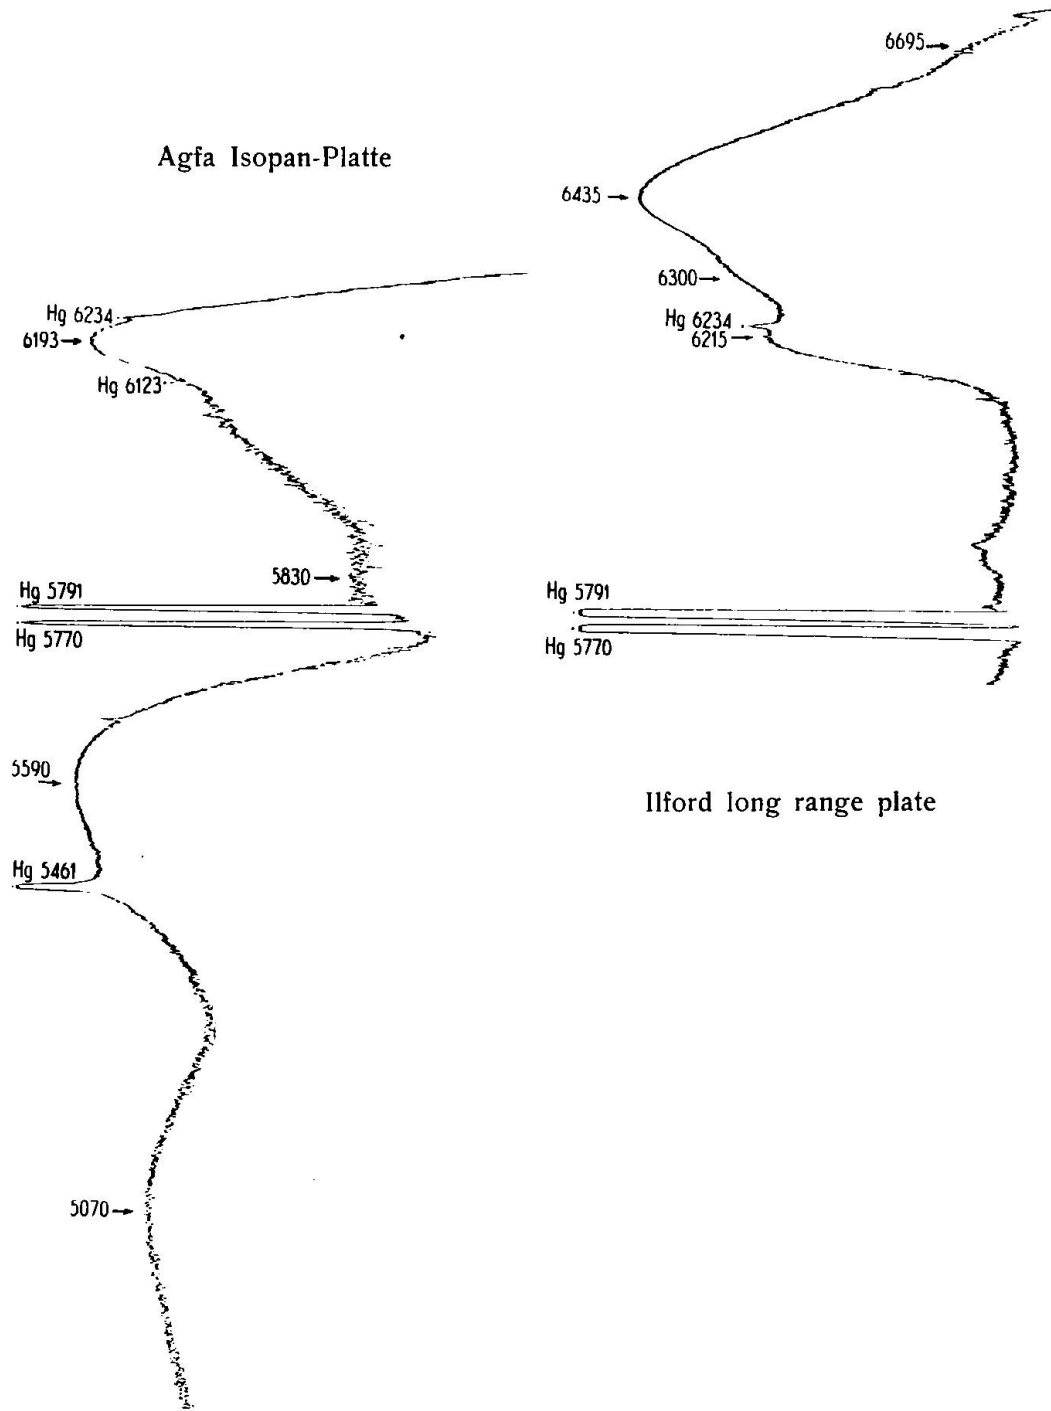 Agfa Isopan-Platte
Hg 6234
6193
Hg 6123
5830
Hg 5791
Hg 5770
5590
Hg 5461
5070
6695
6435
6300
Hg 6234
6215
Hg 5791
Hg 5770
Ilford long range plate